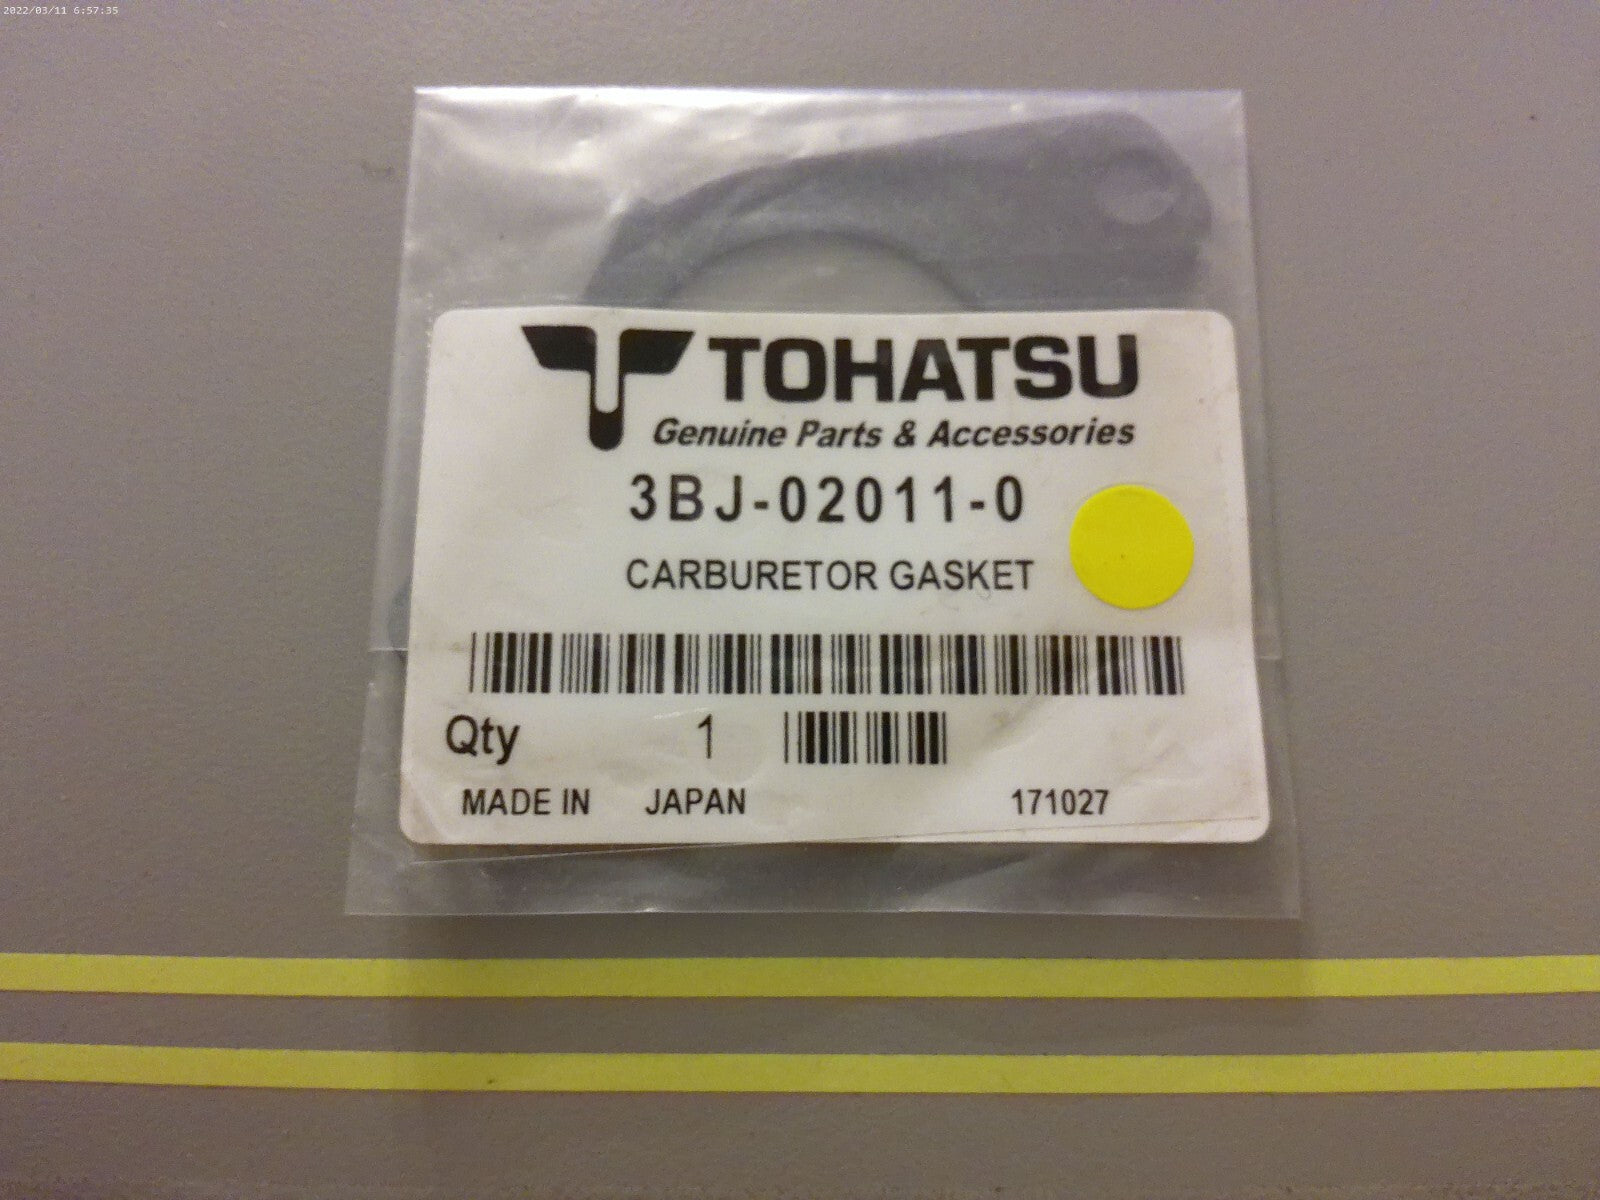 2022/03/11 6:57:35
TOHATSU
Genuine Parts & Accessories
3BJ-02011-0
CARBURETOR GASKET
Qty 1
MADE IN JAPAN 171027